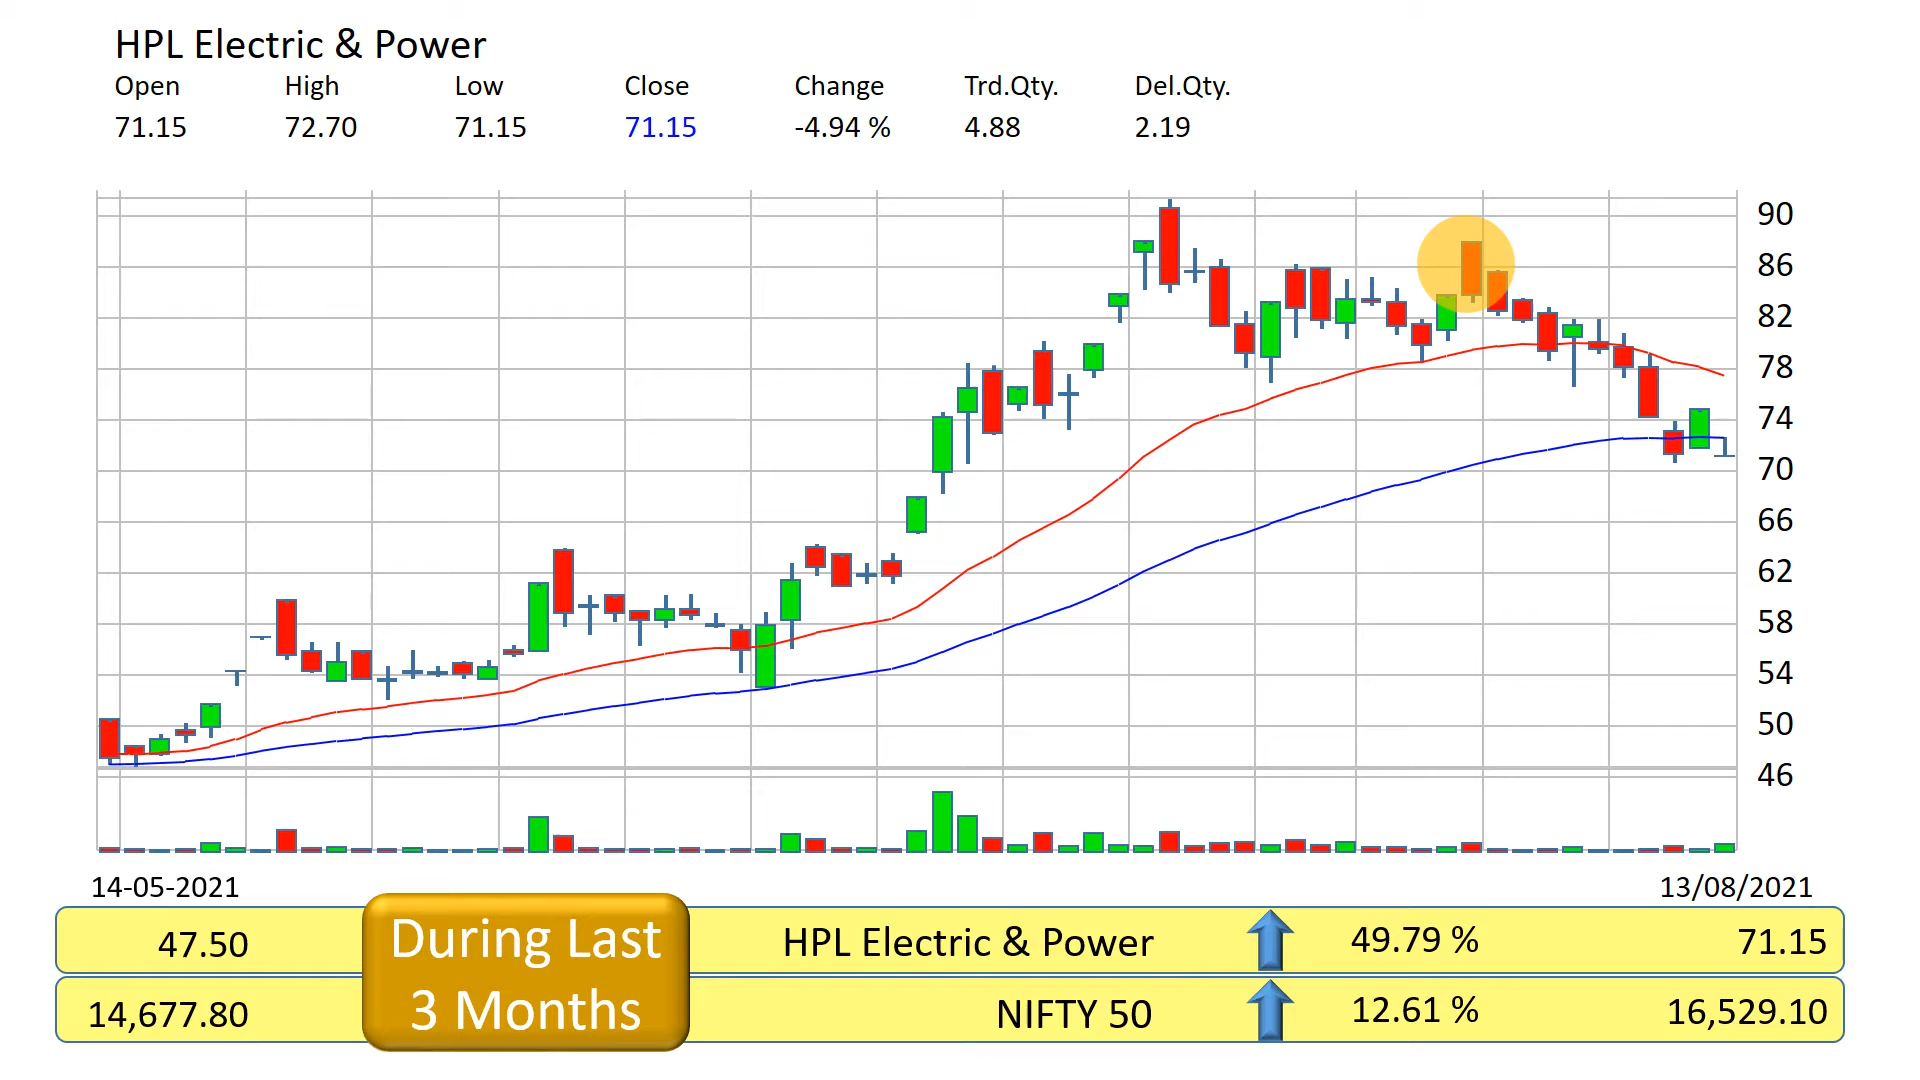 HPL Electric & Power
Open High Low Close Change Trd.Qty. Del.Qty.
71.15 72.70 71.15 71.15 -4.94 % 4.88 2.19
90
86
82
78
74
70
66
62
58
54
50
46
14-05-2021 13/08/2021
During Last
3 Months
47.50 HPL Electric & Power 49.79 % 71.15
14,677.80 NIFTY 50 12.61 % 16,529.10